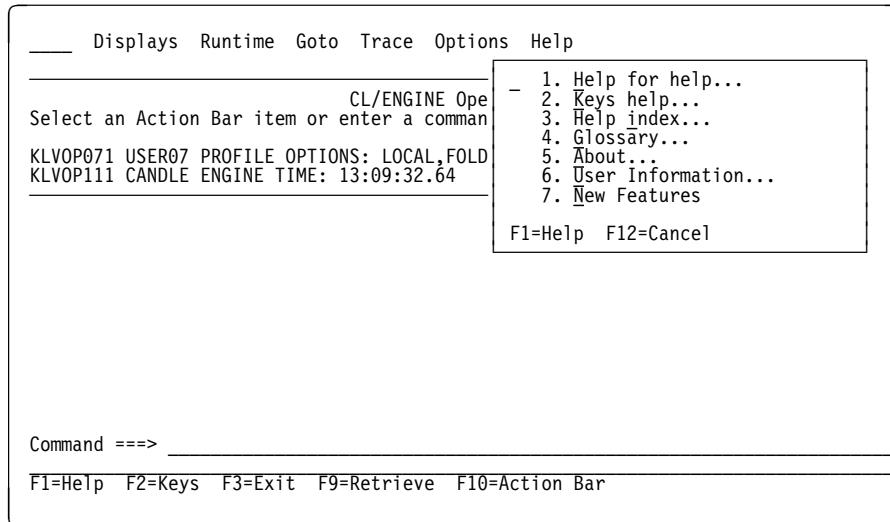 ____ Displays Runtime Goto Trace Options Help
_ 1. Help for help...
CL/ENGINE Ope 2. Keys help...
Select an Action Bar item or enter a comman 3. Help index...
4. Glossary...
KLVOP071 USER07 PROFILE OPTIONS: LOCAL,FOLD 5. About...
KLVOP111 CANDLE ENGINE TIME: 13:09:32.64 6. User Information...
7. New Features
F1=Help F12=Cancel
Command ===> ____
F1=Help F2=Keys F3=Exit F9=Retrieve F10=Action Bar